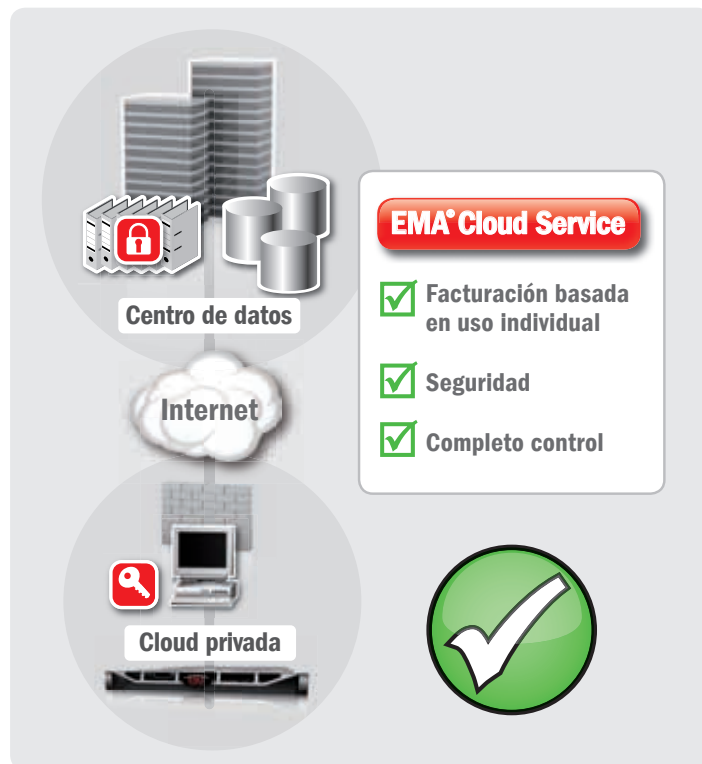 Centro de datos
Internet
Cloud privada
EMA® Cloud Service
Facturación basada
en uso individual
Seguridad
Completo control